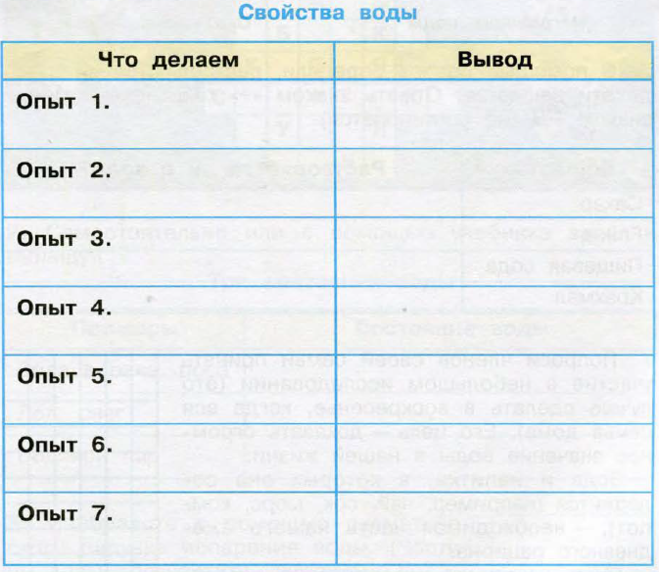 Свойства воды
Что делаем Вывод
Опыт 1.
Опыт 2.
Опыт 3.
Опыт 4.
Опыт 5.
Опыт 6.
Опыт 7.